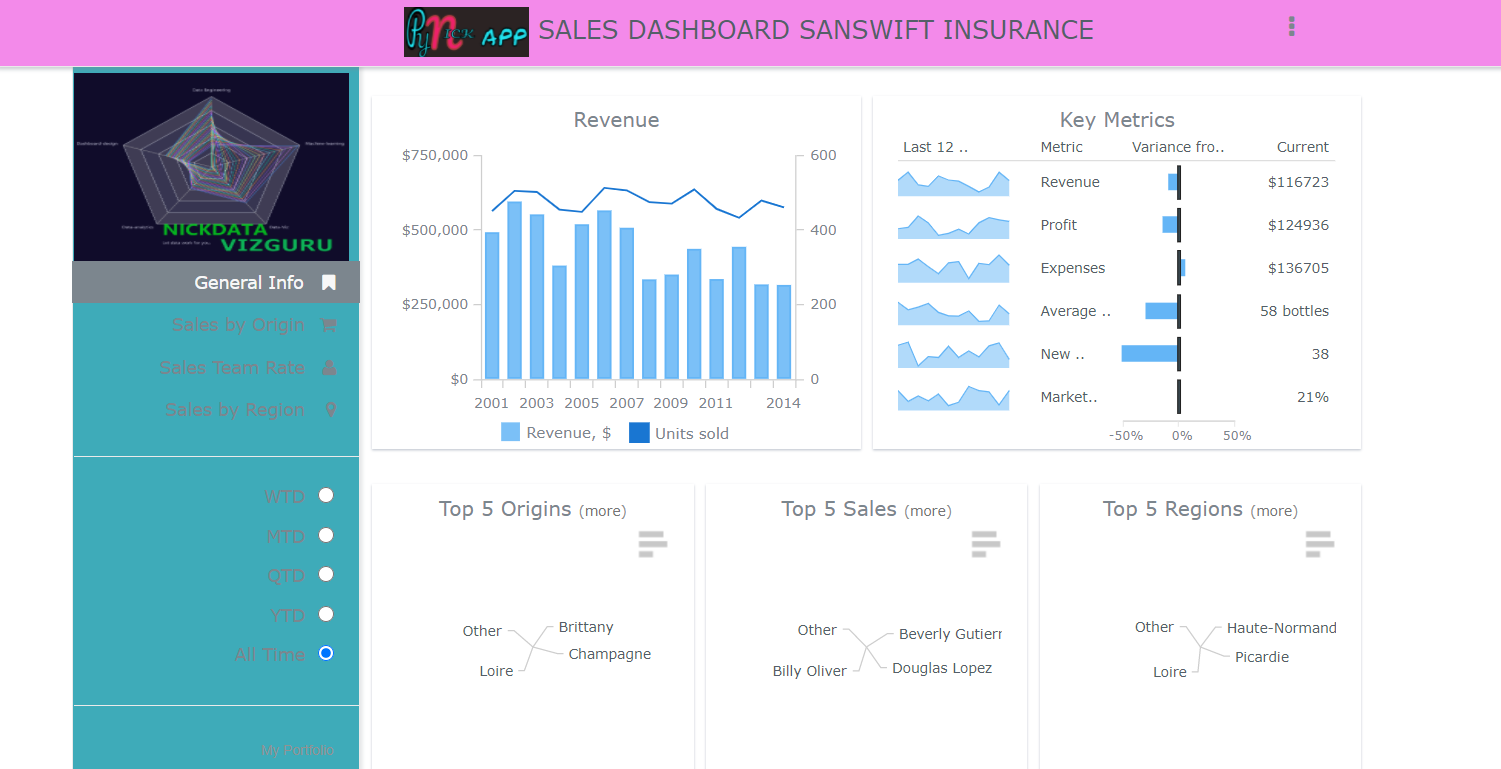 PyNick APP SALES DASHBOARD SANSWIFT INSURANCE
Machine learning
Dashboard design
NICKDATA
VIZGURU
General Info
Sales by Origin
Sales Team Rate
Sales by Region
WTD
MTD
QTD
YTD
All Time
My Portfolio
Revenue
$750,000 600
$500,000 400
$250,000 200
$0 0
2001 2003 2005 2007 2009 2011 2014
Revenue, $ Units sold
Key Metrics
Last 12 .. Metric Variance fro.. Current
Revenue $116723
Profit $124936
Expenses $136705
Average .. 58 bottles
New .. 38
Market.. 21%
-50% 0% 50%
Top 5 Origins (more)
Other Brittany
Champagne
Loire
Top 5 Sales (more)
Other Beverly Gutierr
Billy Oliver Douglas Lopez
Top 5 Regions (more)
Other Haute-Normand
Picardie
Loire